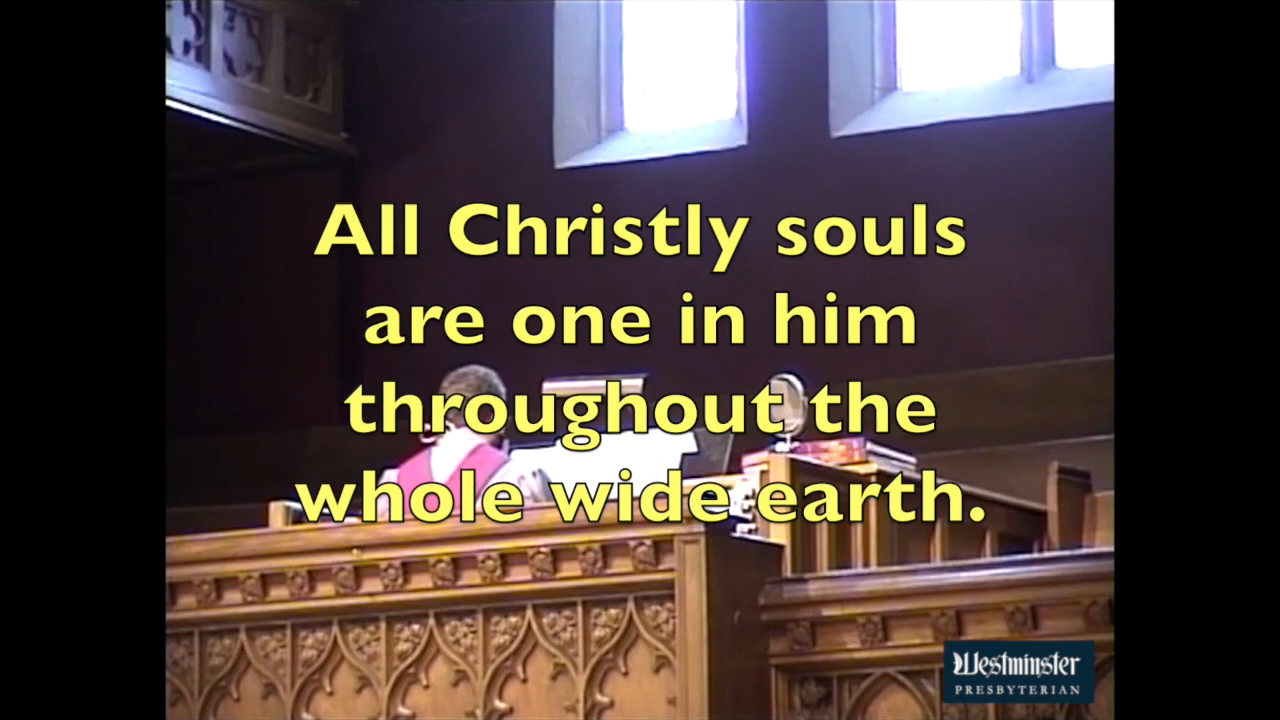 All Christly souls
are one in him
throughout the
whole wide earth.
Westminster
PRESBYTERIAN